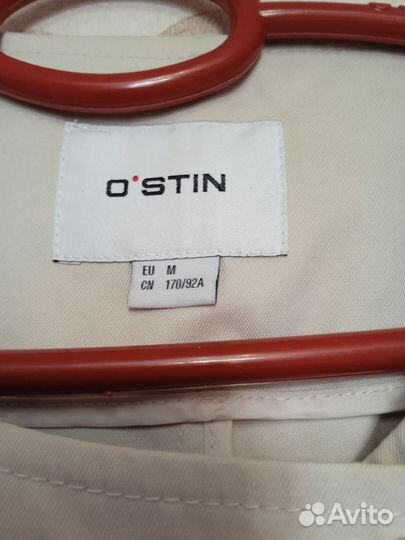 O'STIN
EU M
CN 170/92A
Avito